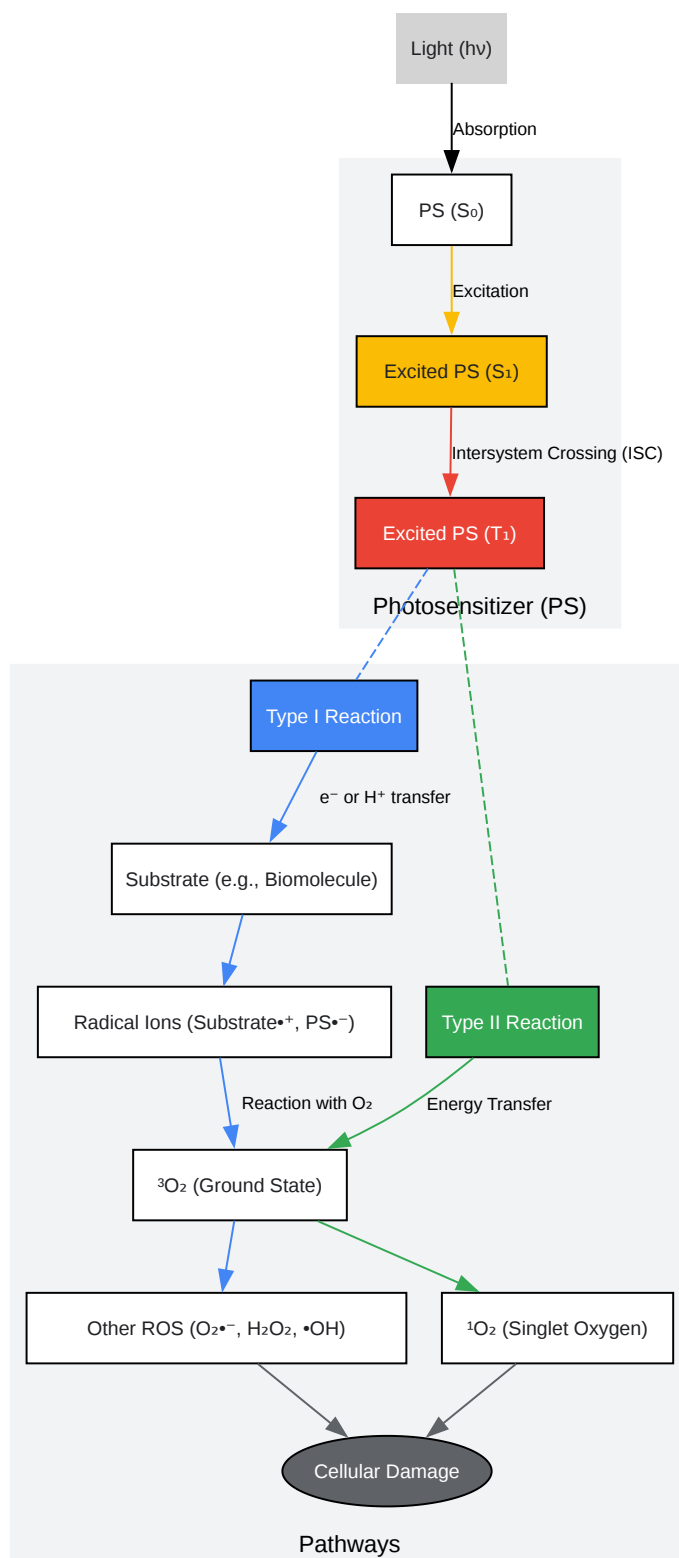 Light (hν)
Absorption
PS (S₀)
Excitation
Excited PS (S₁)
Intersystem Crossing (ISC)
Excited PS (T₁)
Photosensitizer (PS)
Type I Reaction
e⁻ or H⁺ transfer
Substrate (e.g., Biomolecule)
Radical Ions (Substrate•⁺, PS•⁻)
Type II Reaction
Reaction with O₂
Energy Transfer
³O₂ (Ground State)
Other ROS (O₂•⁻, H₂O₂, •OH)
¹O₂ (Singlet Oxygen)
Cellular Damage
Pathways